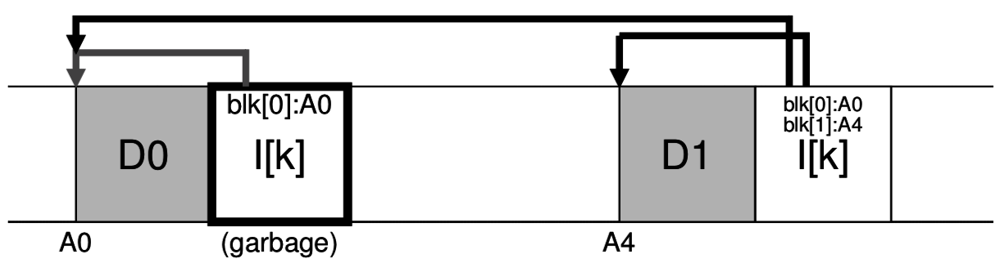 blk[0]:A0
D0
I[k]
blk[0]:A0
blk[1]:A4
D1
I[k]
A0
(garbage)
A4